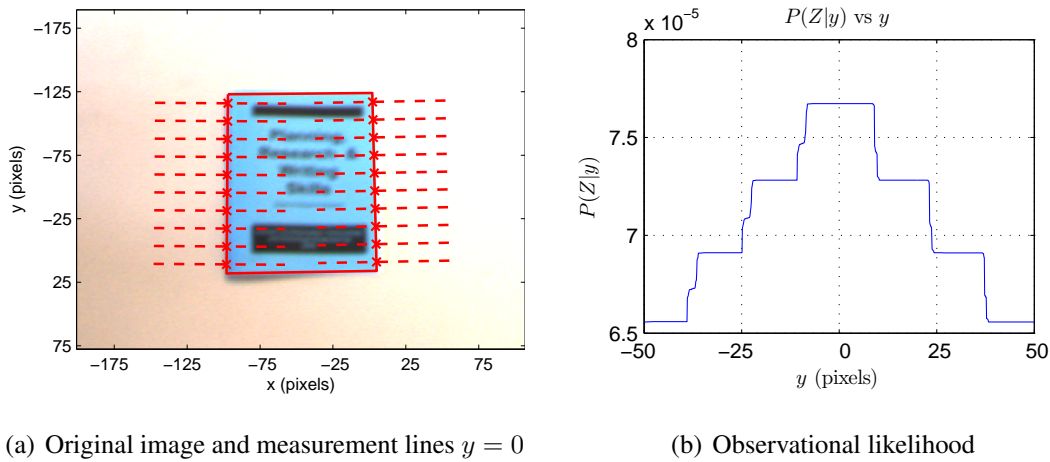 −175
−125
−75
−25
25
75
y (pixels)
−175 −125 −75 −25 25 75
x (pixels)
(a) Original image and measurement lines y = 0
x 10⁻⁵
P(Z|y) vs y
8
7.5
7
6.5
P(Z|y)
−50 −25 0 25 50
y (pixels)
(b) Observational likelihood